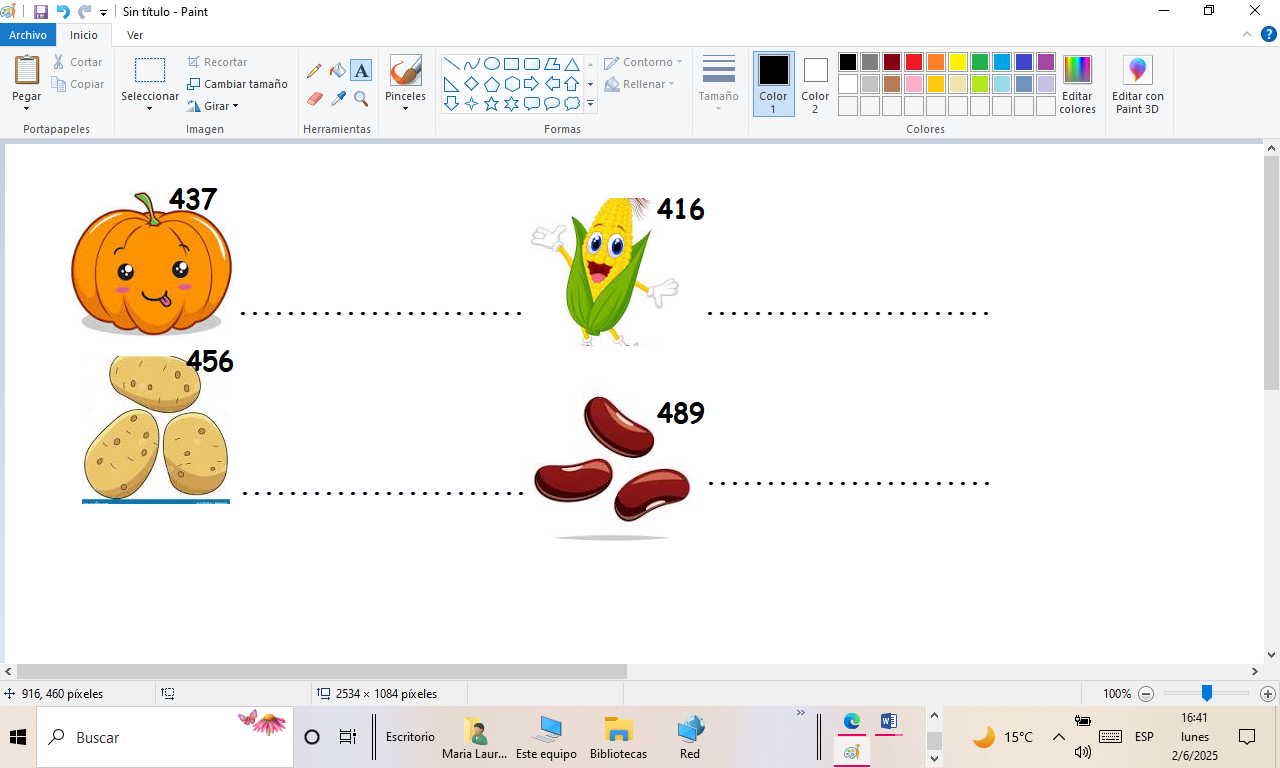 Sin título - Paint
Archivo Inicio Ver
Pegar
Cortar
Copiar
Portapapeles
Seleccionar
Recortar
Cambiar tamaño
Girar
Imagen
A
Herramientas
Pinceles
Formas
Contorno
Rellenar
Tamaño
Color 1
Color 2
Editar colores
Colores
Editar con Paint 3D
437
416
........................ ........................
456
489
........................ ........................
916, 460 píxeles 2534 × 1084 píxeles 100%
Buscar
Escritorio
Maria Laur...
Este equipo
Bibliotecas
Red
15°C
ESP
16:41
lunes
2/6/2025